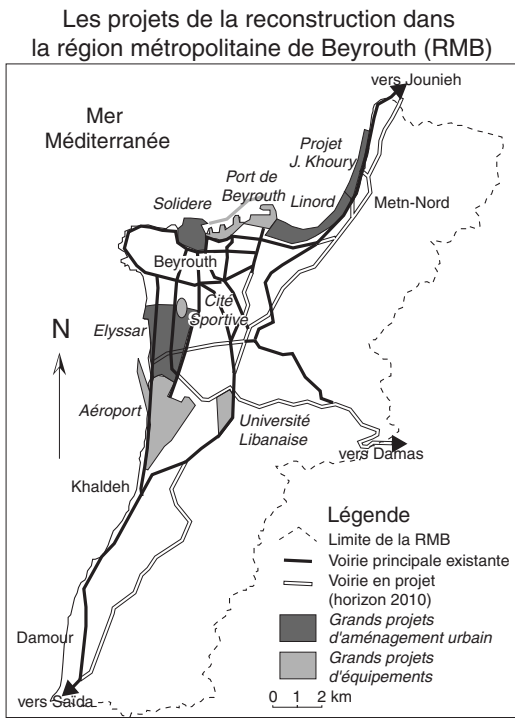 Les projets de la reconstruction dans
la région métropolitaine de Beyrouth (RMB)
vers Jounieh
Mer
Méditerranée
Projet
J. Khoury
Port de
Beyrouth
Solidere
Linord
Metn-Nord
Beyrouth
Cité
Sportive
N
Elyssar
Aéroport
Université
Libanaise
vers Damas
Khaldeh
Légende
Limite de la RMB
Voirie principale existante
Voirie en projet
(horizon 2010)
Grands projets
d'aménagement urbain
Grands projets
d'équipements
Damour
vers Saïda
0 1 2 km